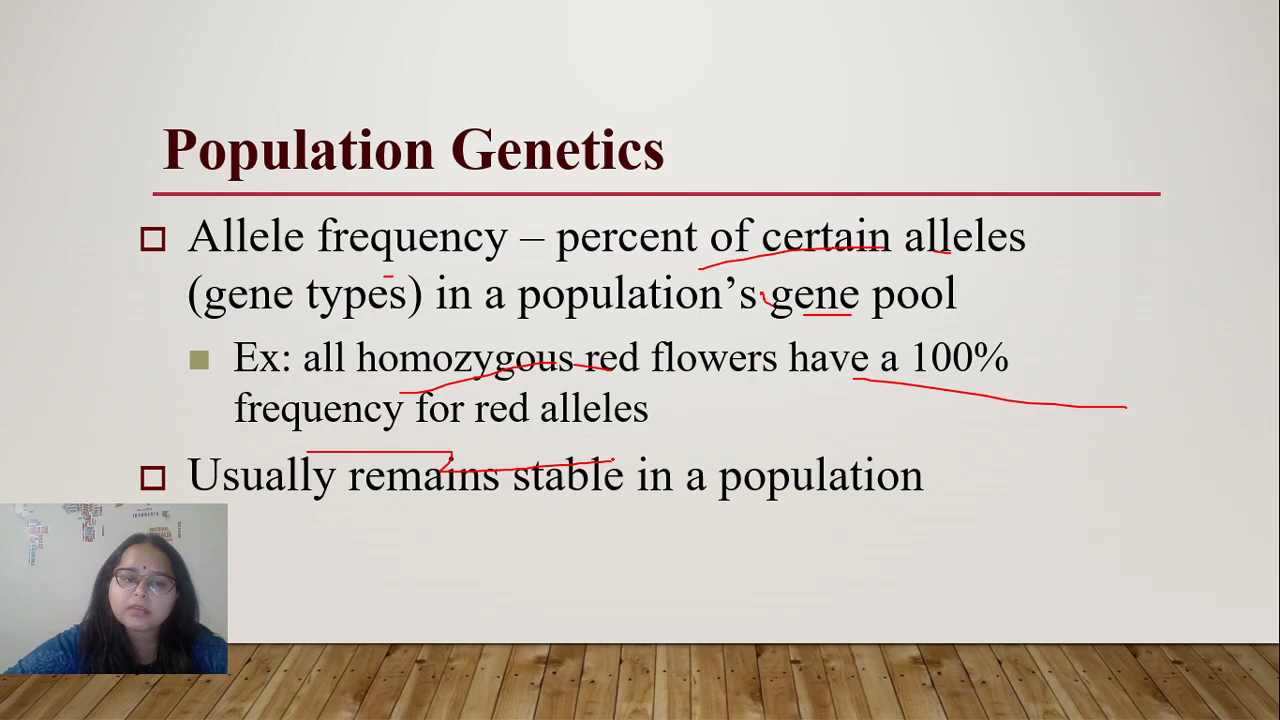 Population Genetics
Allele frequency – percent of certain alleles
(gene types) in a population’s gene pool
Ex: all homozygous red flowers have a 100%
frequency for red alleles
Usually remains stable in a population